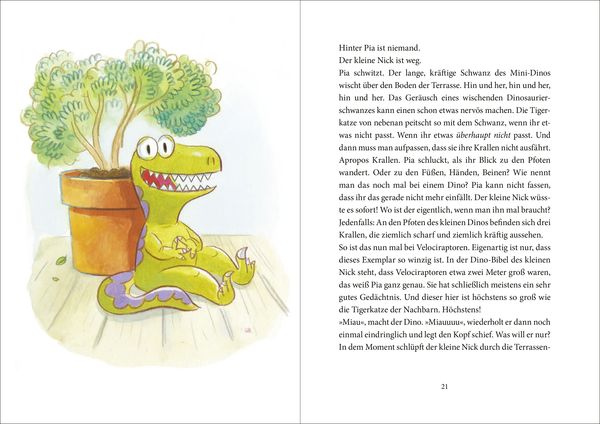 Hinter Pia ist niemand.
Der kleine Nick ist weg.
Pia schwitzt. Der lange, kräftige Schwanz des Mini-Dinos
wischt über den Boden der Terrasse. Hin und her, hin und her,
hin und her. Das Geräusch eines wischenden Dinosaurier-
schwanzes kann einen schon etwas nervös machen. Die Tiger-
katze von nebenan peitscht so mit dem Schwanz, wenn ihr et-
was nicht passt. Wenn ihr etwas überhaupt nicht passt. Und
dann muss man aufpassen, dass sie ihre Krallen nicht ausfährt.
Apropos Krallen. Pia schluckt, als ihr Blick zu den Pfoten
wandert. Oder zu den Füßen, Händen, Beinen? Wie nennt
man das noch mal bei einem Dino? Pia kann nicht fassen,
dass ihr das gerade nicht mehr einfällt. Der kleine Nick wüss-
te es sofort! Wo ist der eigentlich, wenn man ihn mal braucht?
Jedenfalls: An den Pfoten des kleinen Dinos befinden sich drei
Krallen, die ziemlich scharf und ziemlich kräftig aussehen.
So ist das nun mal bei Velociraptoren. Eigenartig ist nur, dass
dieses Exemplar so winzig ist. In der Dino-Bibel des kleinen
Nick steht, dass Velociraptoren etwa zwei Meter groß waren,
das weiß Pia ganz genau. Sie hat schließlich meistens ein sehr
gutes Gedächtnis. Und dieser hier ist höchstens so groß wie
die Tigerkatze der Nachbarn. Höchstens!
»Miau«, macht der Dino. »Miauuuu«, wiederholt er dann noch
einmal eindringlich und legt den Kopf schief. Was will er nur?
In dem Moment schlüpft der kleine Nick durch die Terrassen-
21